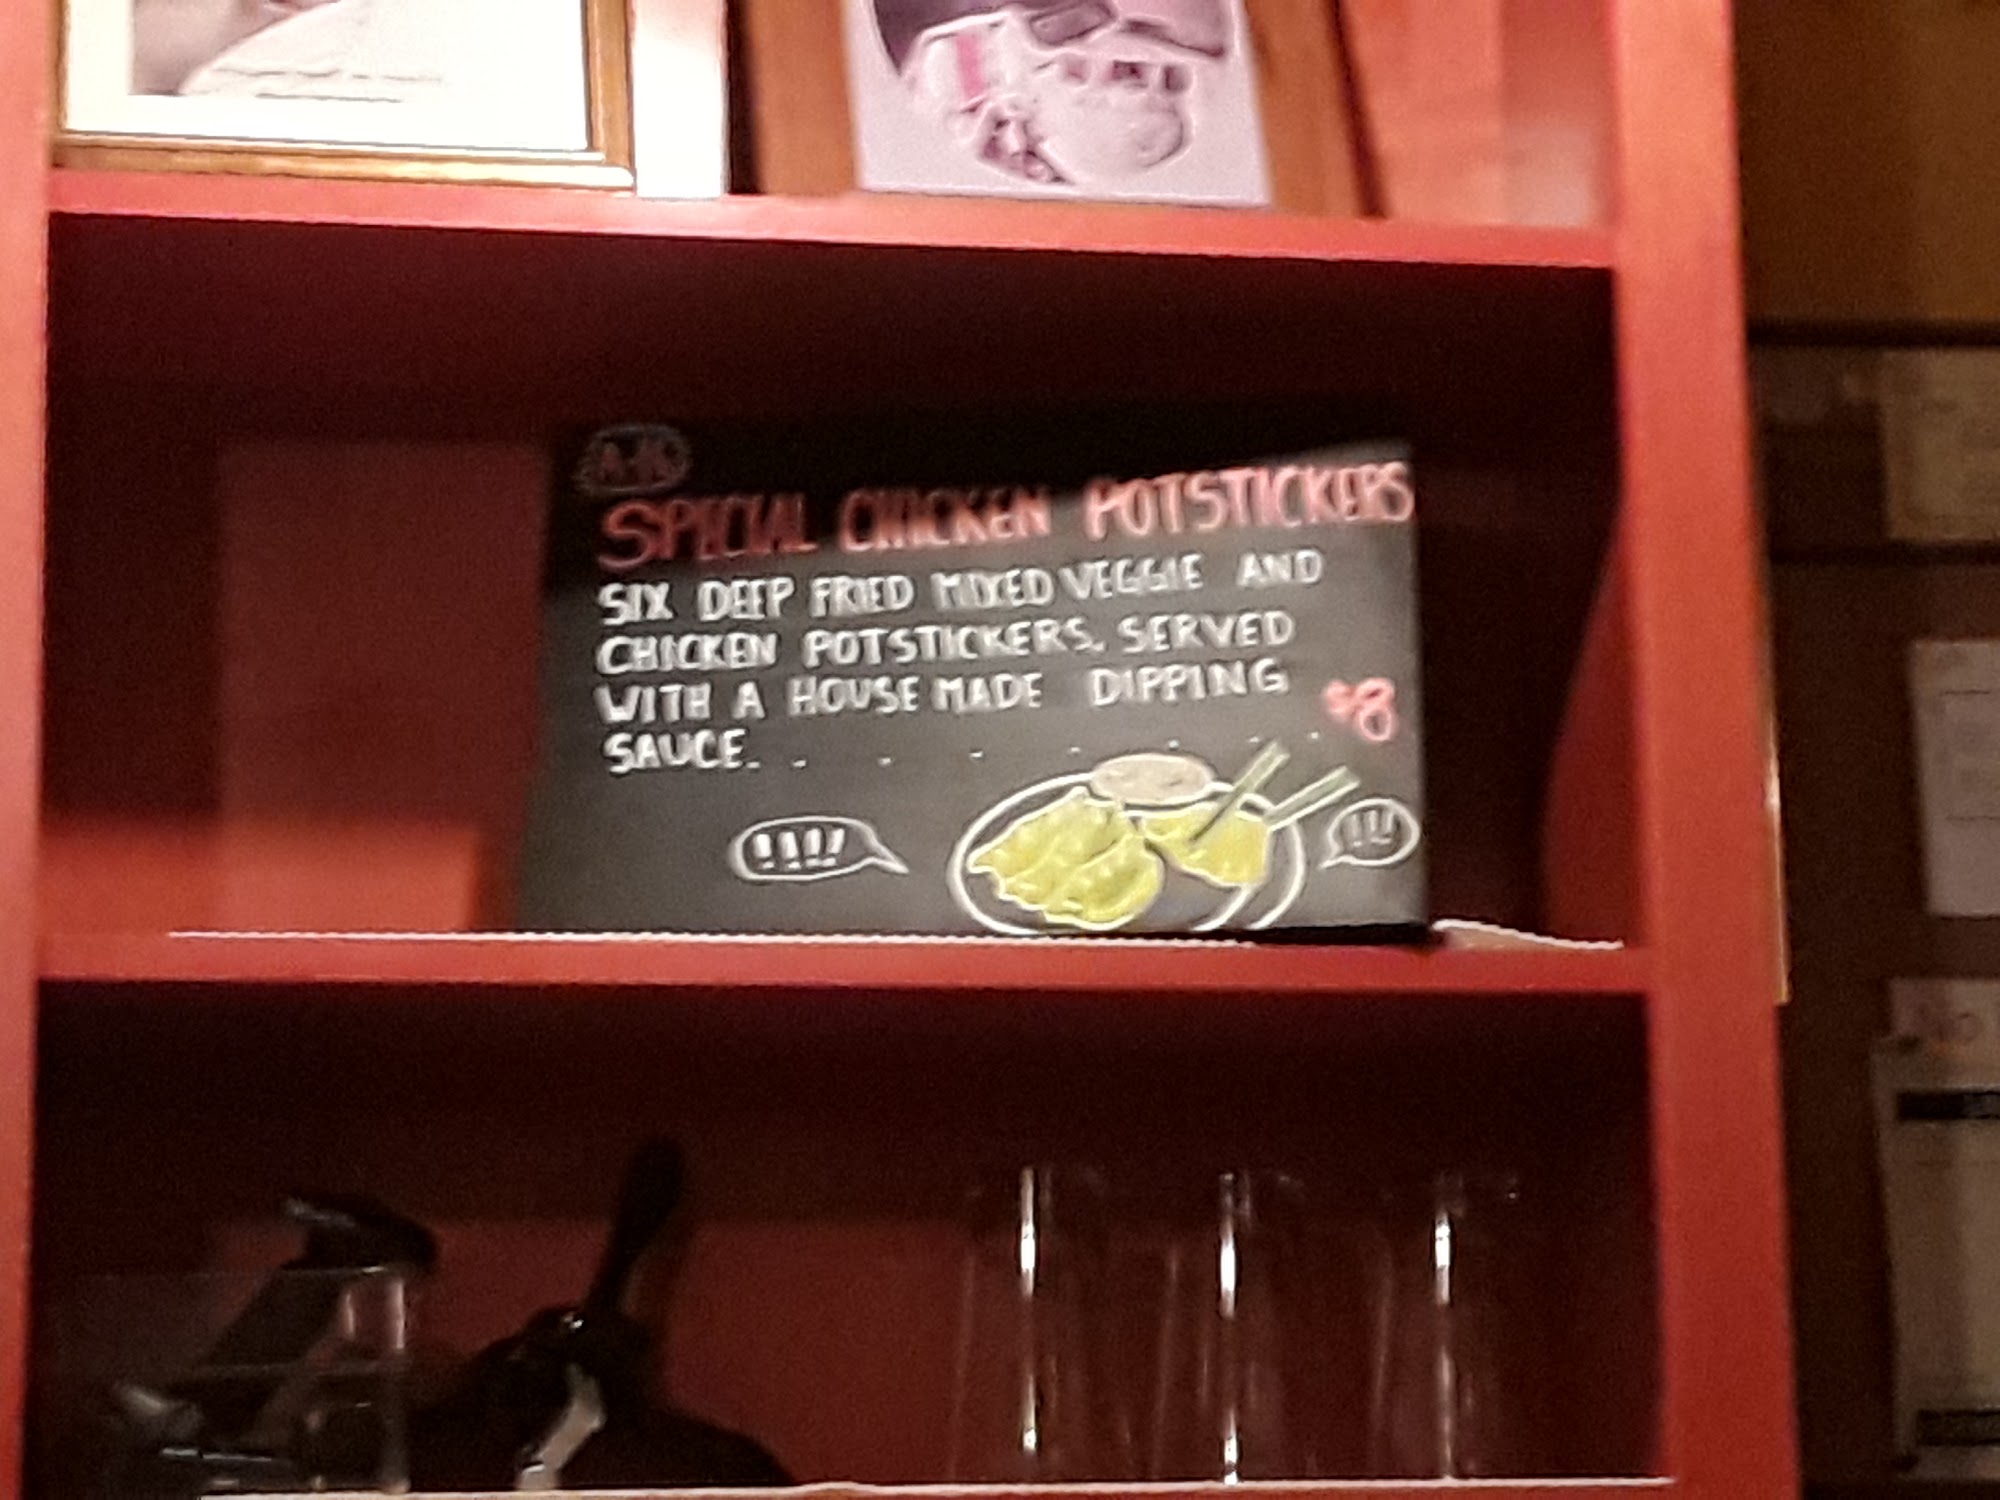 SPECIAL CHICKEN POTSTICKERS
SIX DEEP FRIED MIXED VEGGIE AND
CHICKEN POTSTICKERS. SERVED
WITH A HOUSE MADE DIPPING
SAUCE. . . . . . . . $8
!!!! !!!